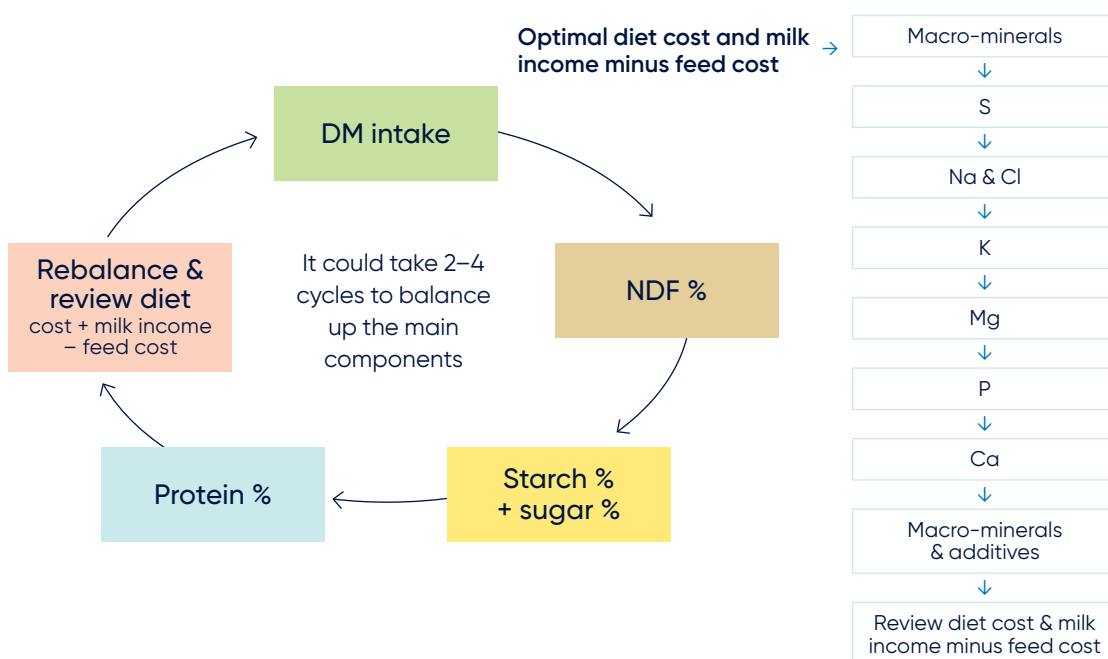 Optimal diet cost and milk
income minus feed cost
DM intake
NDF %
Starch %
+ sugar %
Protein %
Rebalance &
review diet
cost + milk income
– feed cost
It could take 2–4
cycles to balance
up the main
components
Macro-minerals
S
Na & Cl
K
Mg
P
Ca
Macro-minerals
& additives
Review diet cost & milk
income minus feed cost